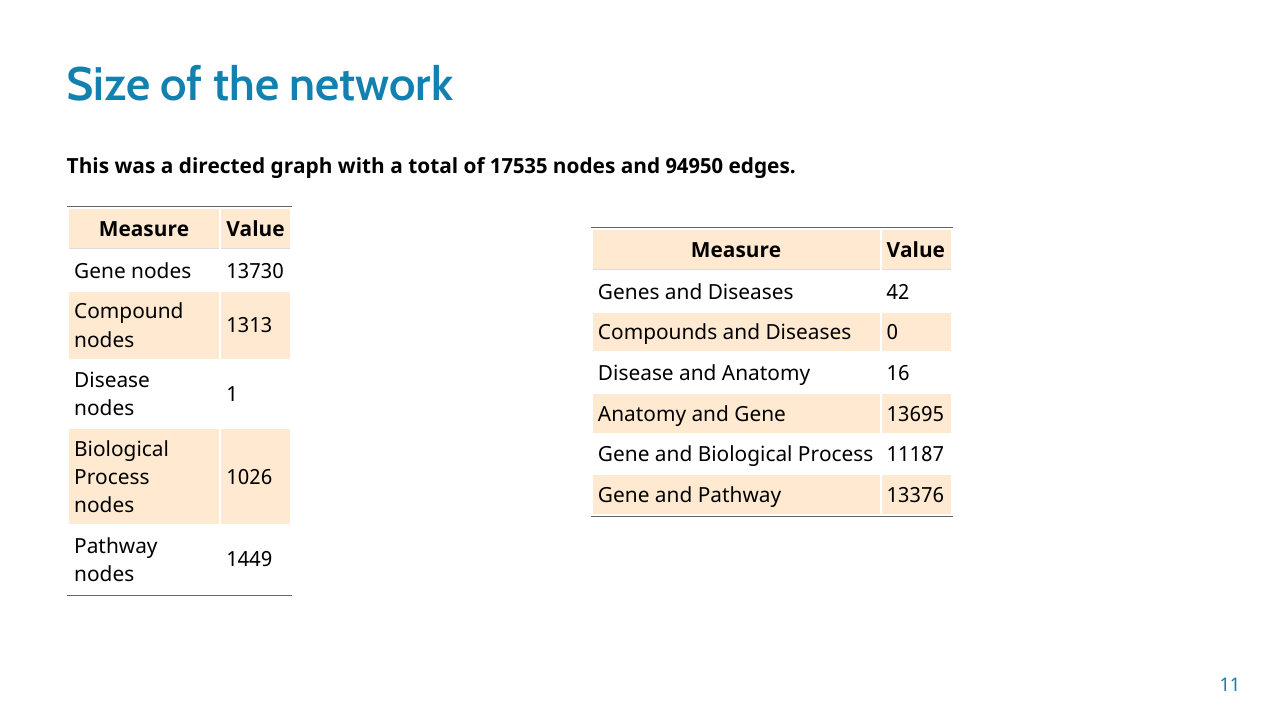 Size of the network
This was a directed graph with a total of 17535 nodes and 94950 edges.
Measure Value
Gene nodes 13730
Compound
nodes 1313
Disease
nodes 1
Biological
Process
nodes 1026
Pathway
nodes 1449
Measure Value
Genes and Diseases 42
Compounds and Diseases 0
Disease and Anatomy 16
Anatomy and Gene 13695
Gene and Biological Process 11187
Gene and Pathway 13376
11